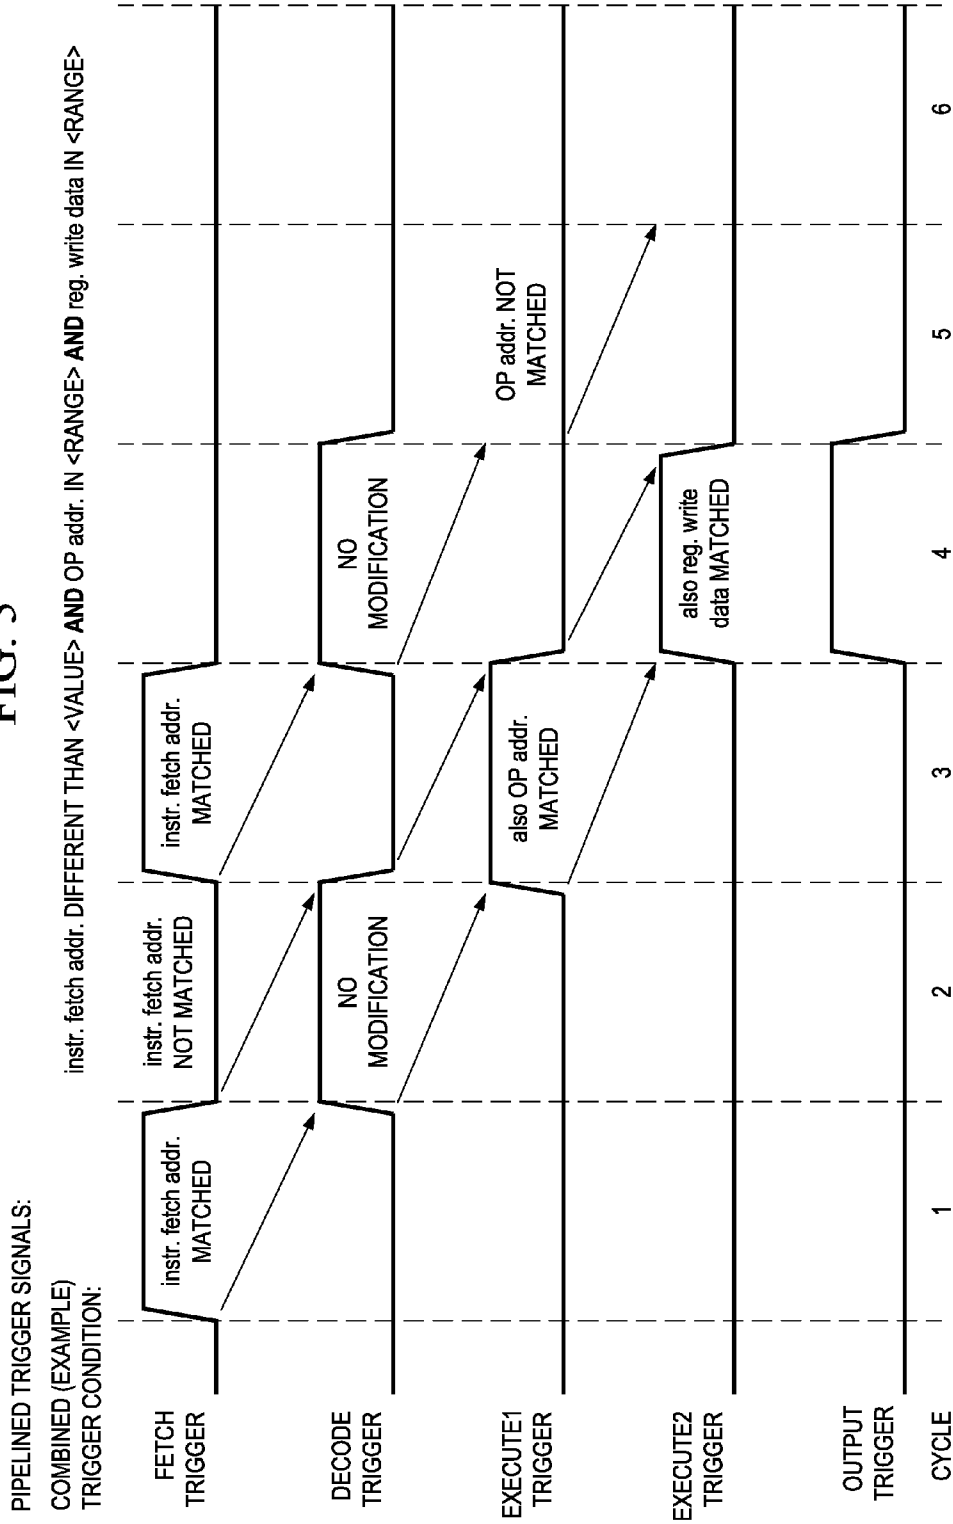 FIG. 3
PIPELINED TRIGGER SIGNALS:
COMBINED (EXAMPLE)
TRIGGER CONDITION:
instr. fetch addr. DIFFERENT THAN <VALUE> AND OP addr. IN <RANGE> AND reg. write data IN <RANGE>
FETCH
TRIGGER
instr. fetch addr.
MATCHED
instr. fetch addr.
NOT MATCHED
instr. fetch addr.
MATCHED
DECODE
TRIGGER
NO
MODIFICATION
NO
MODIFICATION
EXECUTE1
TRIGGER
also OP addr.
MATCHED
OP addr. NOT
MATCHED
EXECUTE2
TRIGGER
also reg. write
data MATCHED
OUTPUT
TRIGGER
CYCLE
1
2
3
4
5
6